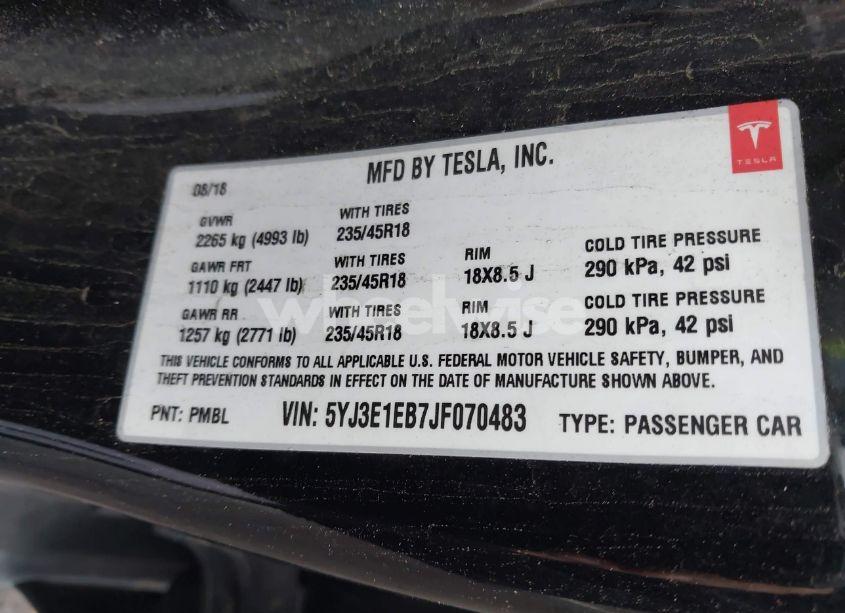 08/18 MFD BY TESLA, INC.
TESLA
GVWR WITH TIRES
2265 kg (4993 lb) 235/45R18
GAWR FRT WITH TIRES RIM COLD TIRE PRESSURE
1110 kg (2447 lb) 235/45R18 18X8.5 J 290 kPa, 42 psi
GAWR RR WITH TIRES RIM COLD TIRE PRESSURE
1257 kg (2771 lb) 235/45R18 18X8.5 J 290 kPa, 42 psi
wheelwise
THIS VEHICLE CONFORMS TO ALL APPLICABLE U.S. FEDERAL MOTOR VEHICLE SAFETY, BUMPER, AND
THEFT PREVENTION STANDARDS IN EFFECT ON THE DATE OF MANUFACTURE SHOWN ABOVE.
PNT: PMBL VIN: 5YJ3E1EB7JF070483 TYPE: PASSENGER CAR